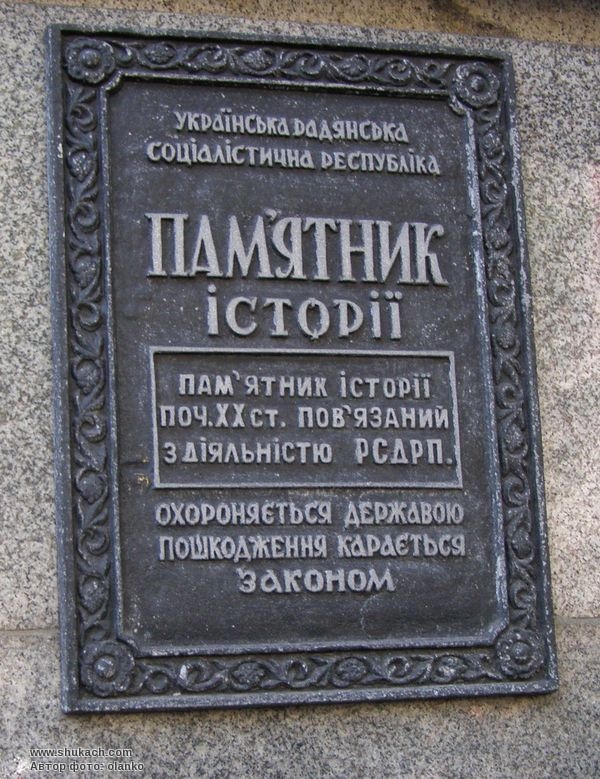 УКРАЇНСЬКА РАДЯНСЬКА
СОЦІАЛІСТИЧНА РЕСПУБЛІКА
ПАМ'ЯТНИК
ІСТОРІЇ
ПАМ'ЯТНИК ІСТОРІЇ
ПОЧ.ХХ СТ. ПОВ'ЯЗАНИЙ
З ДІЯЛЬНІСТЮ РСДРП.
ОХОРОНЯЄТЬСЯ ДЕРЖАВОЮ
ПОШКОДЖЕННЯ КАРАЄТЬСЯ
ЗАКОНОМ
www.shukach.com
Автор фото: olanko